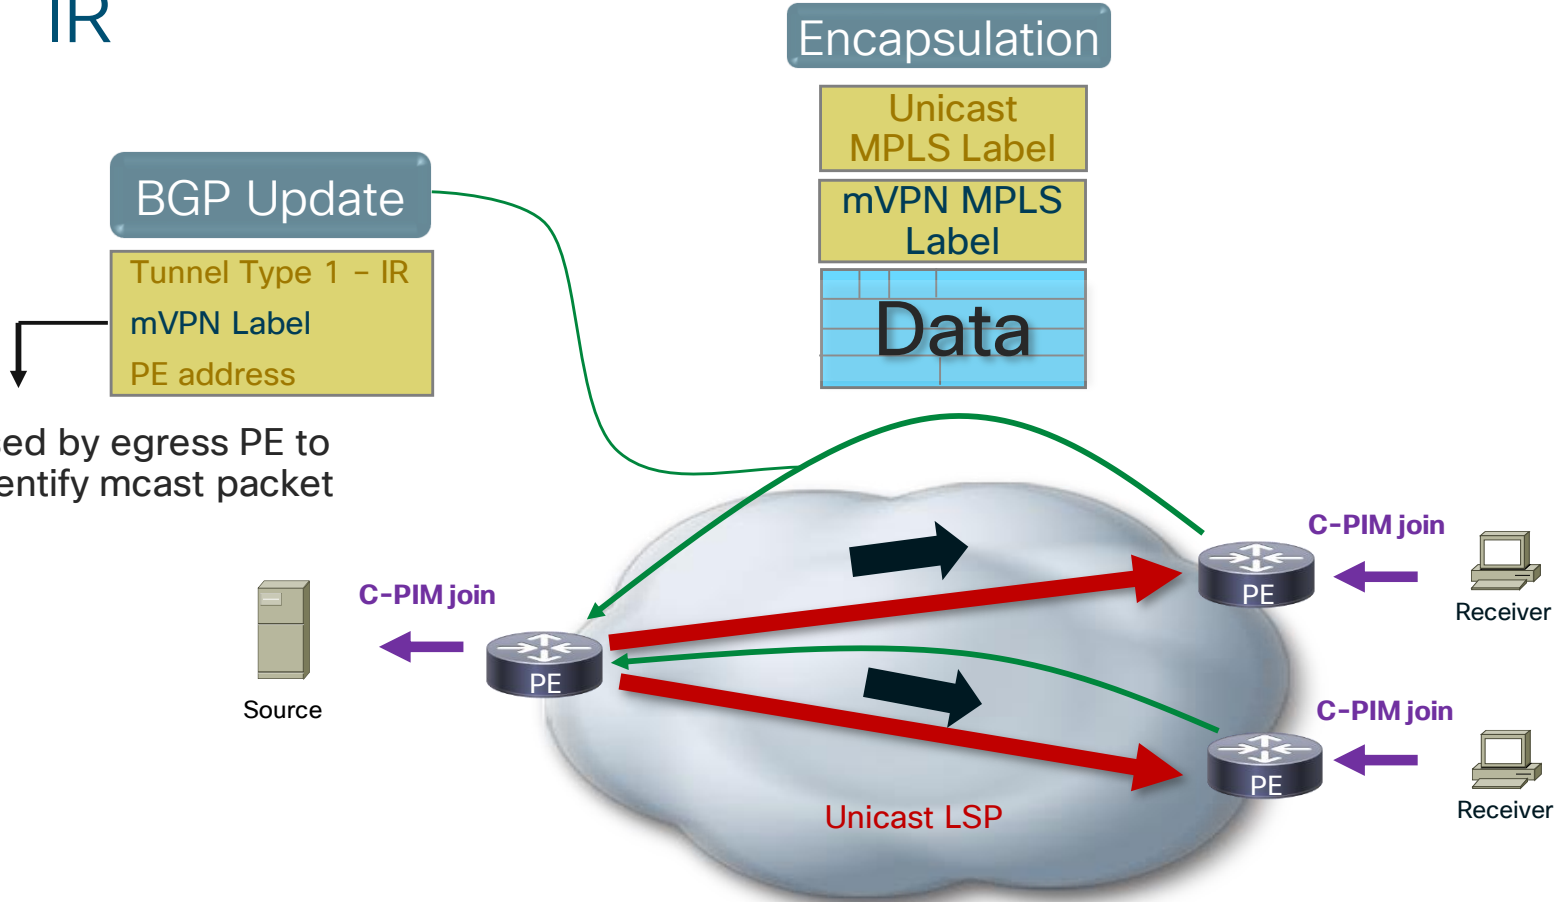 IR
Encapsulation
Unicast
MPLS Label
mVPN MPLS
Label
Data
BGP Update
Tunnel Type 1 – IR
mVPN Label
PE address
by egress PE to
mcast packet
C-PIM join
Source
PE
C-PIM join
PE
Receiver
C-PIM join
PE
Receiver
Unicast LSP